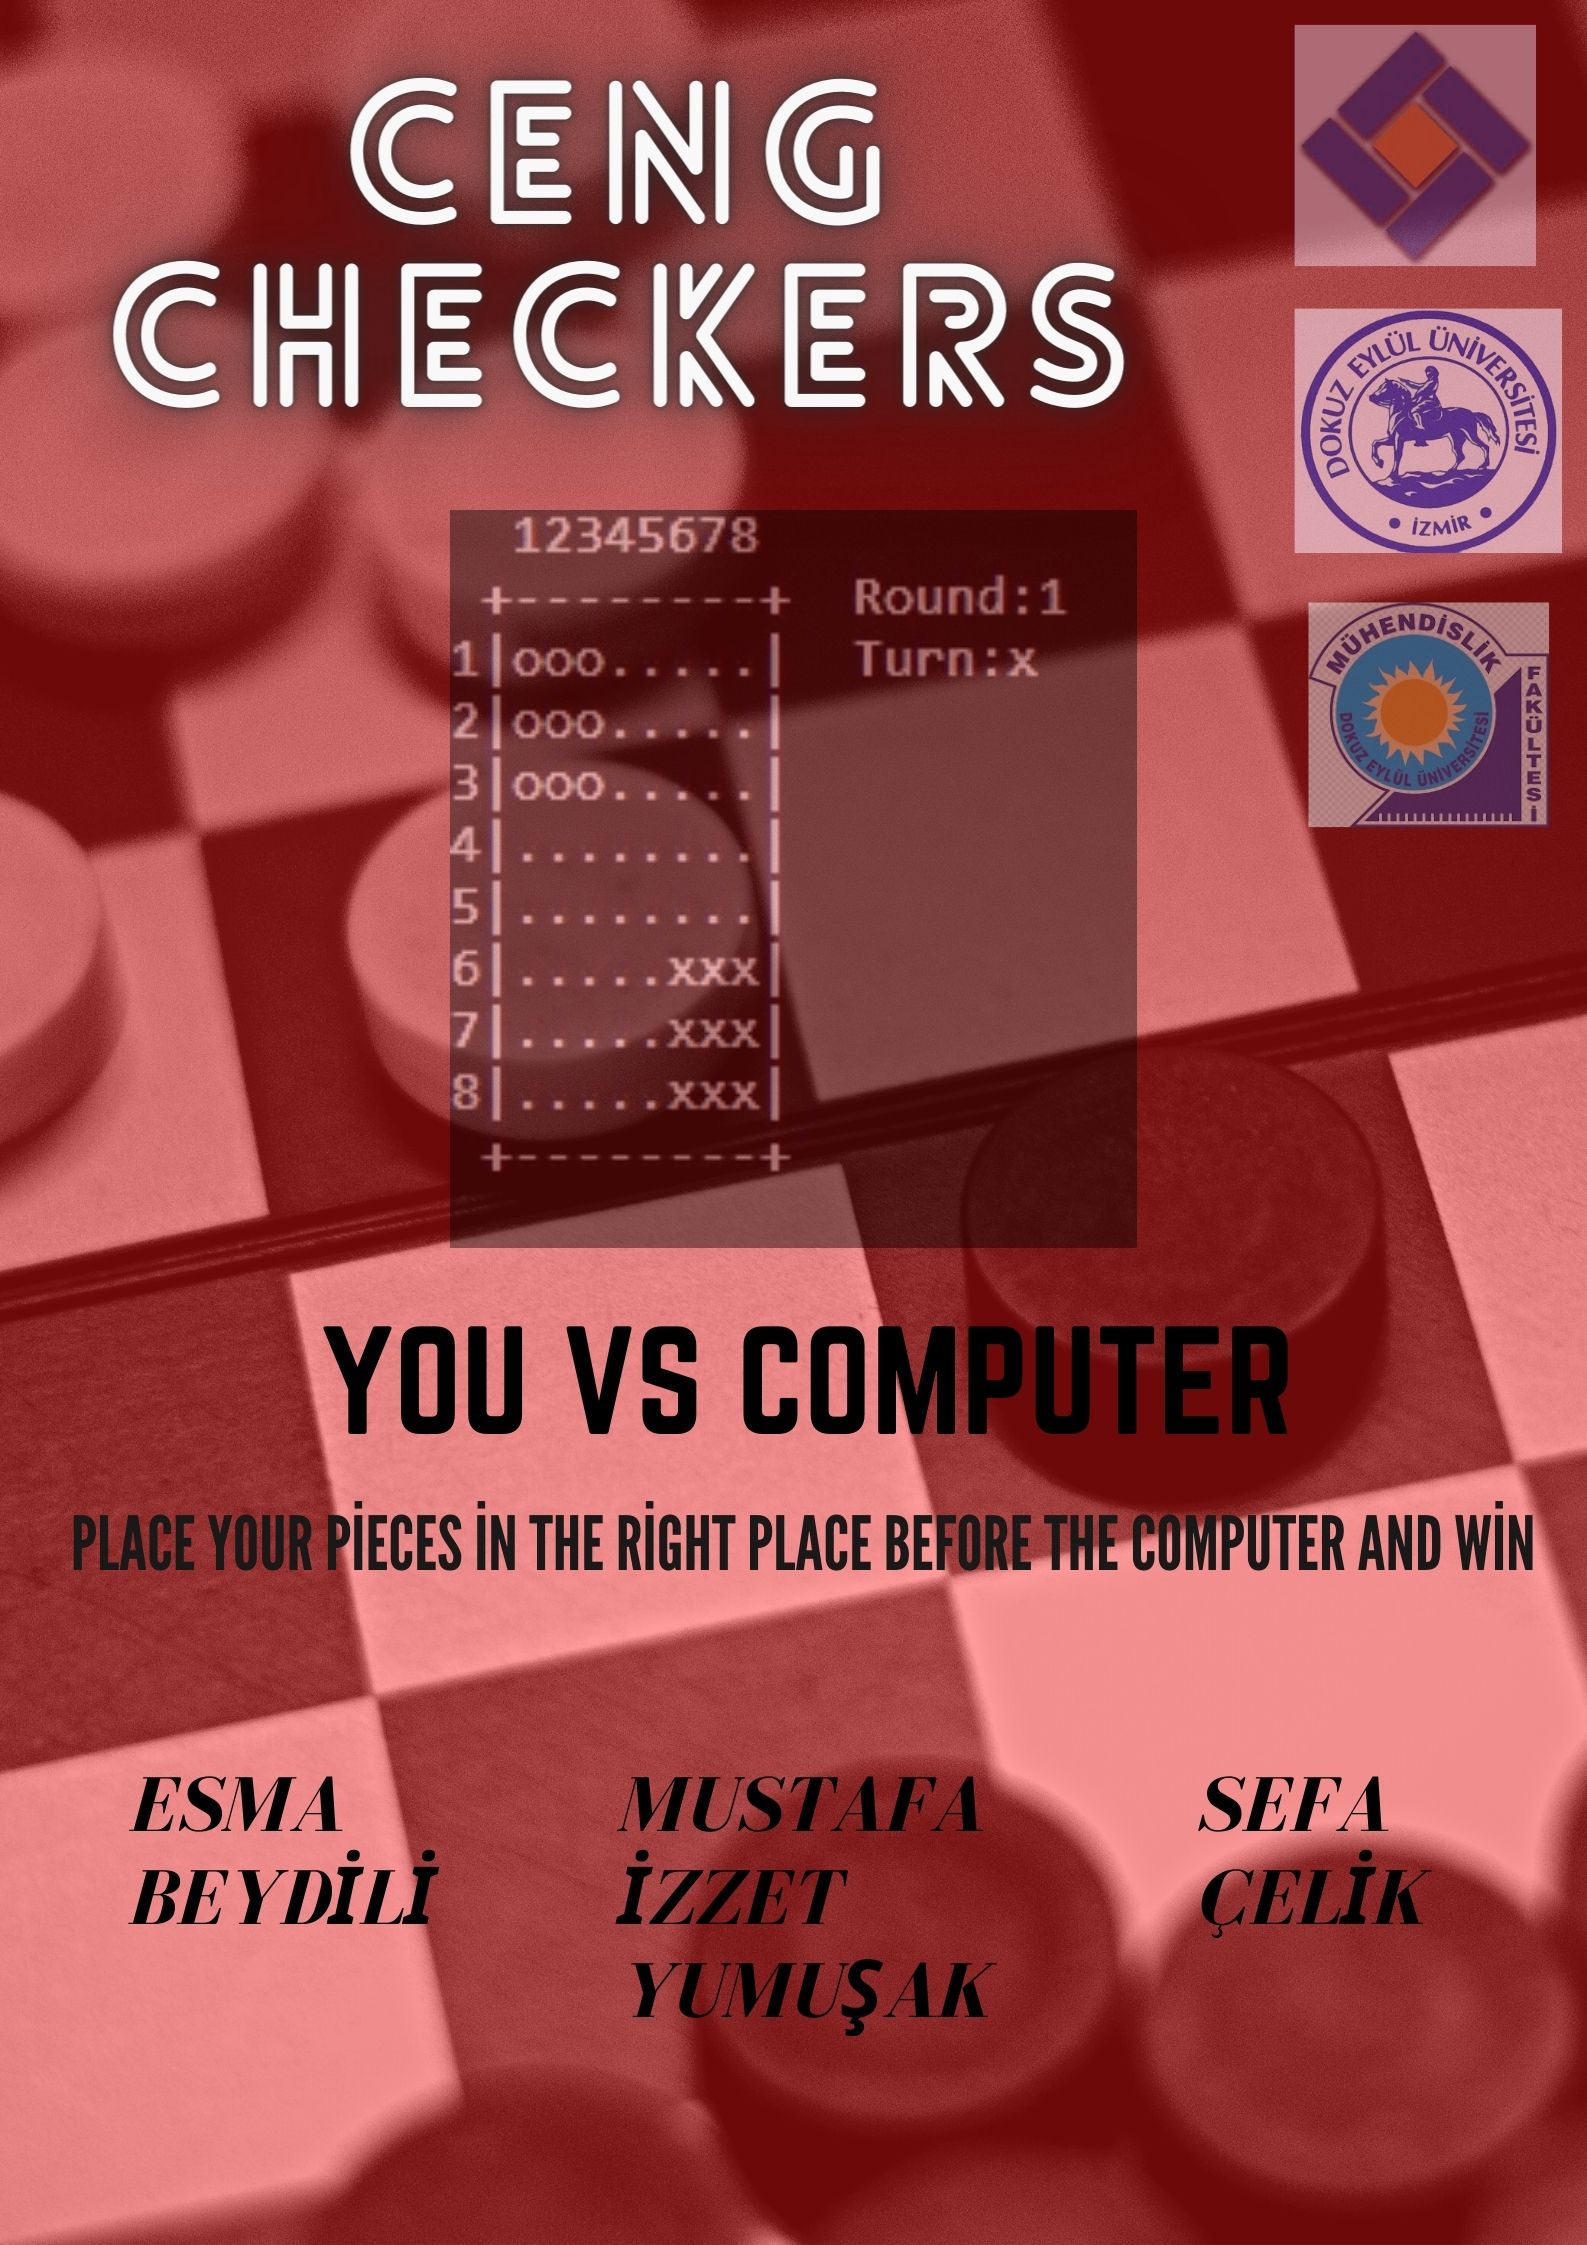 CENG
CHECKERS
DOKUZ EYLÜL ÜNİVERSİTESİ
• İZMİR •
MÜHENDİSLİK
FAKÜLTESİ
DOKUZ EYLÜL ÜNİVERSİTESİ
12345678
+--------+ Round:1
1|ooo.....| Turn:x
2|ooo.....|
3|ooo.....|
4|........|
5|........|
6|.....xxx|
7|.....xxx|
8|.....xxx|
+--------+
YOU VS COMPUTER
PLACE YOUR PİECES İN THE RİGHT PLACE BEFORE THE COMPUTER AND WİN
ESMA
BEYDİLİ
MUSTAFA
İZZET
YUMUŞAK
SEFA
ÇELİK